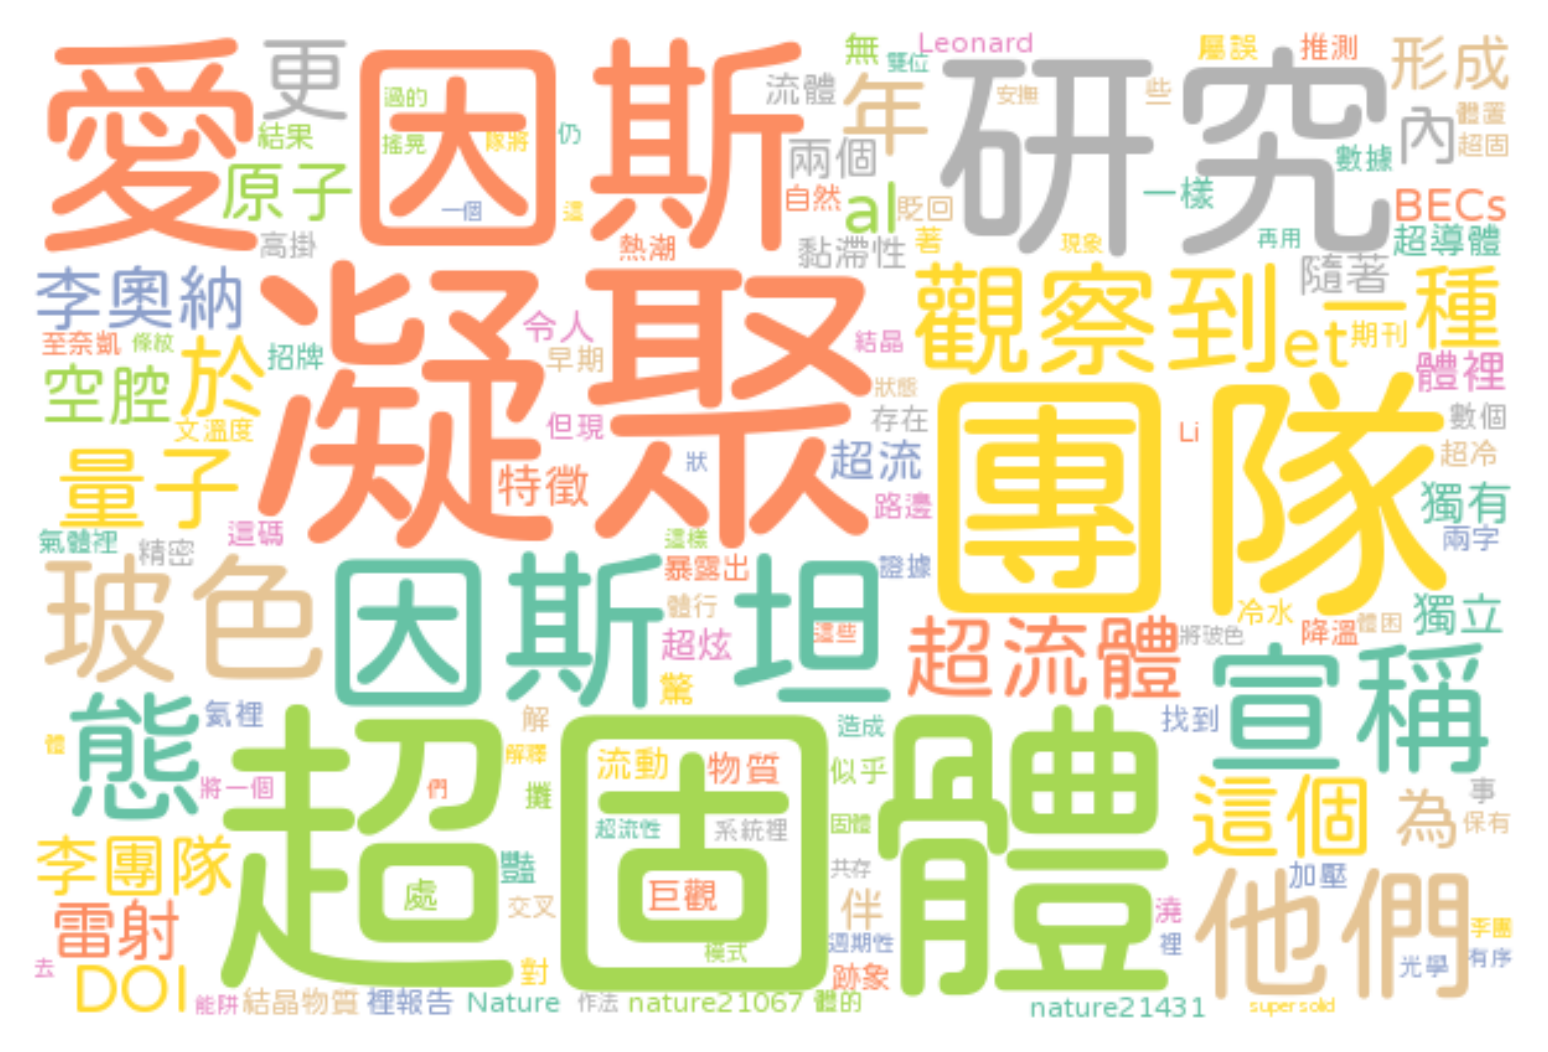 愛因斯
更
過的
搖晃
隊將
一個
這
仍
結果
原子
高掛
熱潮
無
雙位
Leonard
流體
年
兩個
自然
al
貶回
著
黏滯性
研究
安撫
些
屬誤
推測
形成
內
體置
超固
數據
一樣
BECs
超導體
現象
再用
隨著
李奧納
凝聚
令人
早期
結晶
觀察到
一種
et
期刊
至奈凱
條紋
招牌
空腔
於
文溫度
但現
狀態
存在
體裡
數個
Li
超冷
量子
特徵
狀
超流
路邊
團隊
獨有
兩字
氣體裡
精密
這碼
這樣
暴露出
證據
玻色
因斯坦
體行
超炫
這些
驚
超流體
將玻色
冷水
降溫
體困
獨立
宣稱
態
氦裡
解
解釋
造成
找到
體
將一個
們
攤
流動
物質
似乎
超固體
超流性
系統裡
固體
這個
為
事
保有
李團隊
豔
處
巨觀
共存
交叉
伴
加壓
他們
雷射
模式
週期性
澆
裡
李團
有序
光學
去
DOI
對
跡象
能阱
結晶物質
裡報告
Nature
作法
nature21067
體的
nature21431
supersolid